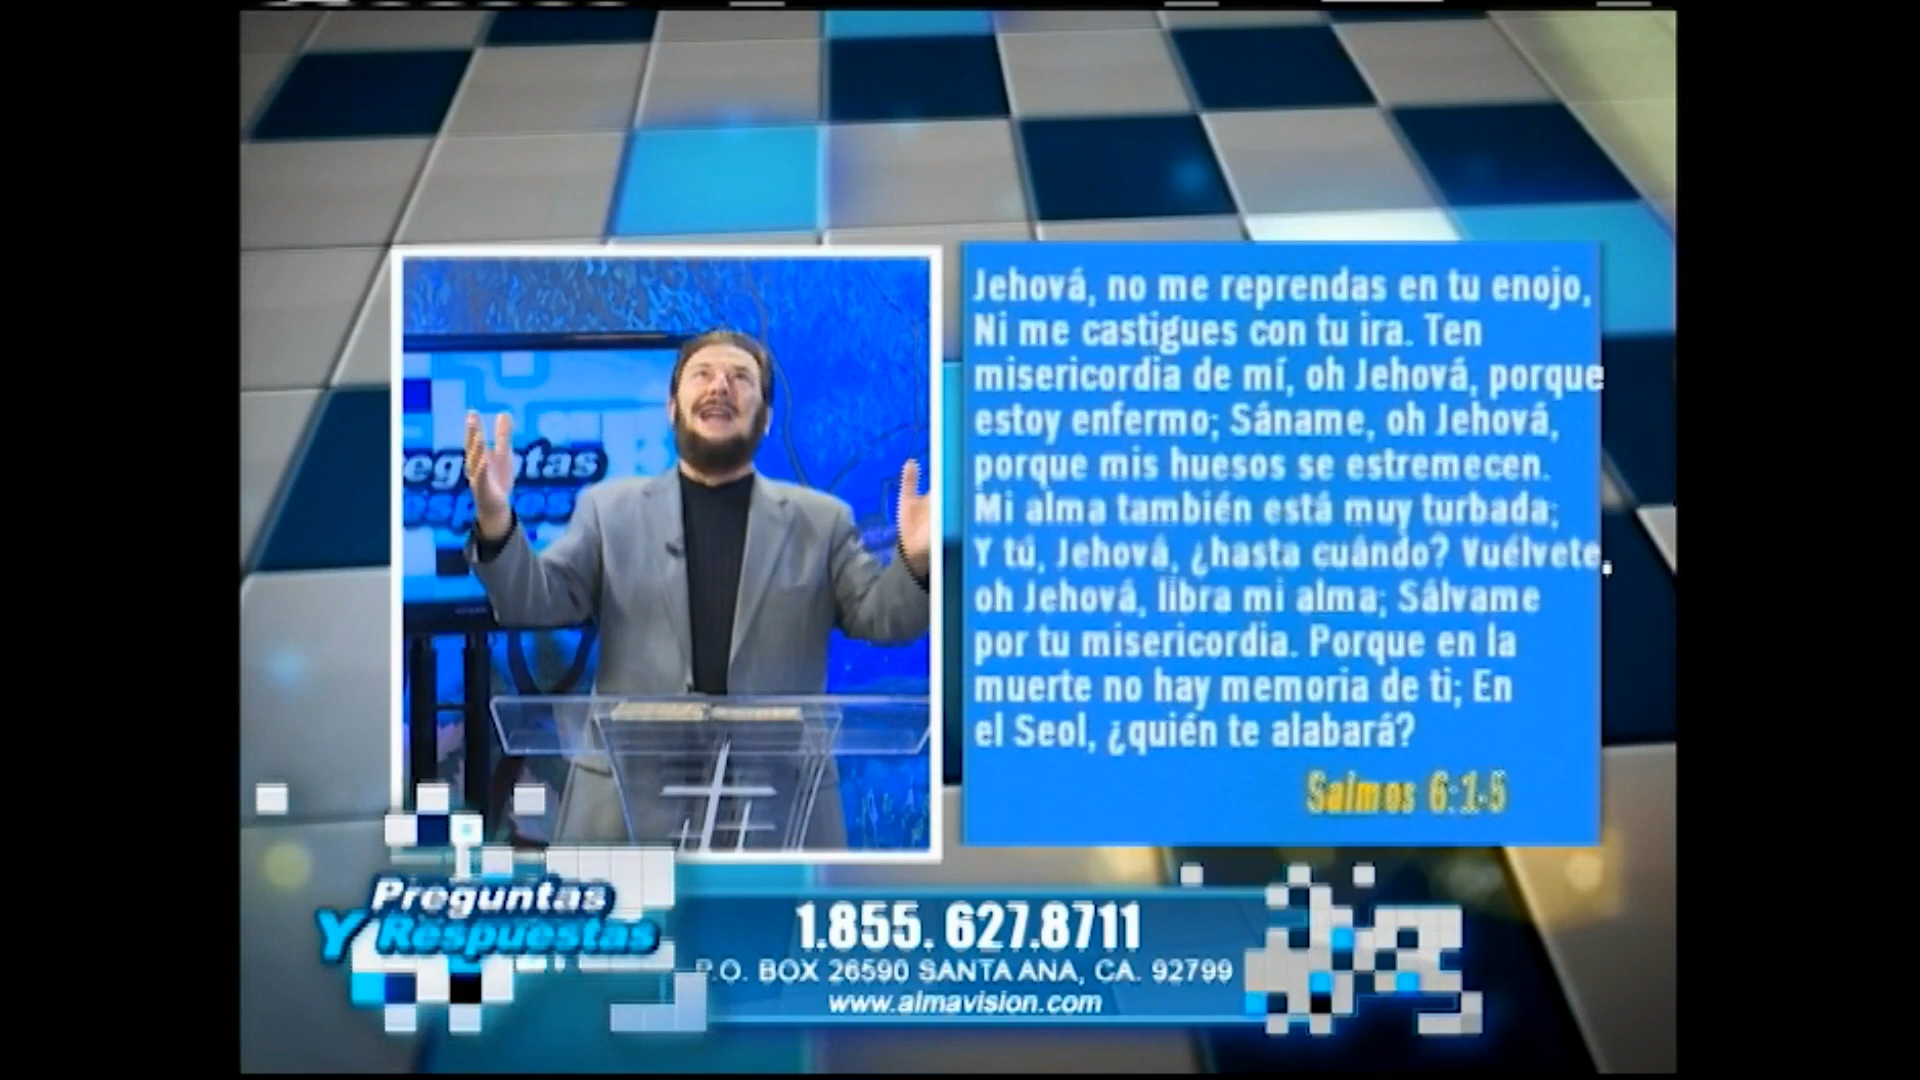 Jehová, no me reprendas en tu enojo,
Ni me castigues con tu ira. Ten
misericordia de mí, oh Jehová, porque
estoy enfermo; Sáname, oh Jehová,
porque mis huesos se estremecen.
Mi alma también está muy turbada;
Y tú, Jehová, ¿hasta cuándo? Vuélvete,
oh Jehová, libra mi alma; Sálvame
por tu misericordia. Porque en la
muerte no hay memoria de ti; En
el Seol, ¿quién te alabará?
Salmos 6:1-5
eguntas
espues
Preguntas
Y Respuestas
1.855. 627.8711
P.O. BOX 26590 SANTA ANA, CA. 92799
www.almavision.com